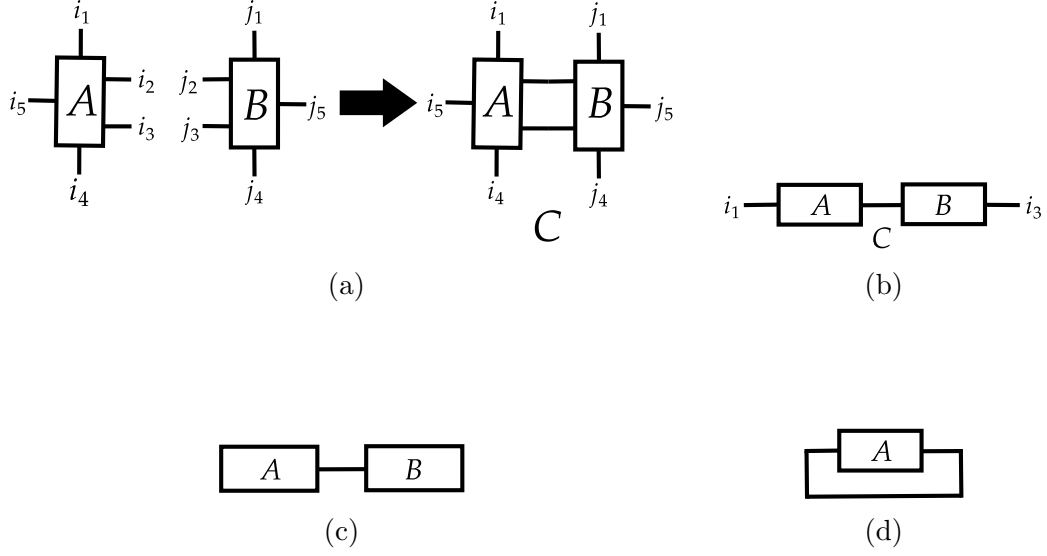 i₁ j₁ i₁ j₁
A i₂ j₂ B A B
i₅ j₅ i₅ j₅
i₃ j₃
i₄ j₄ i₄ j₄
C
(a)
i₁ A B i₃
C
(b)
A B
(c)
A
(d)